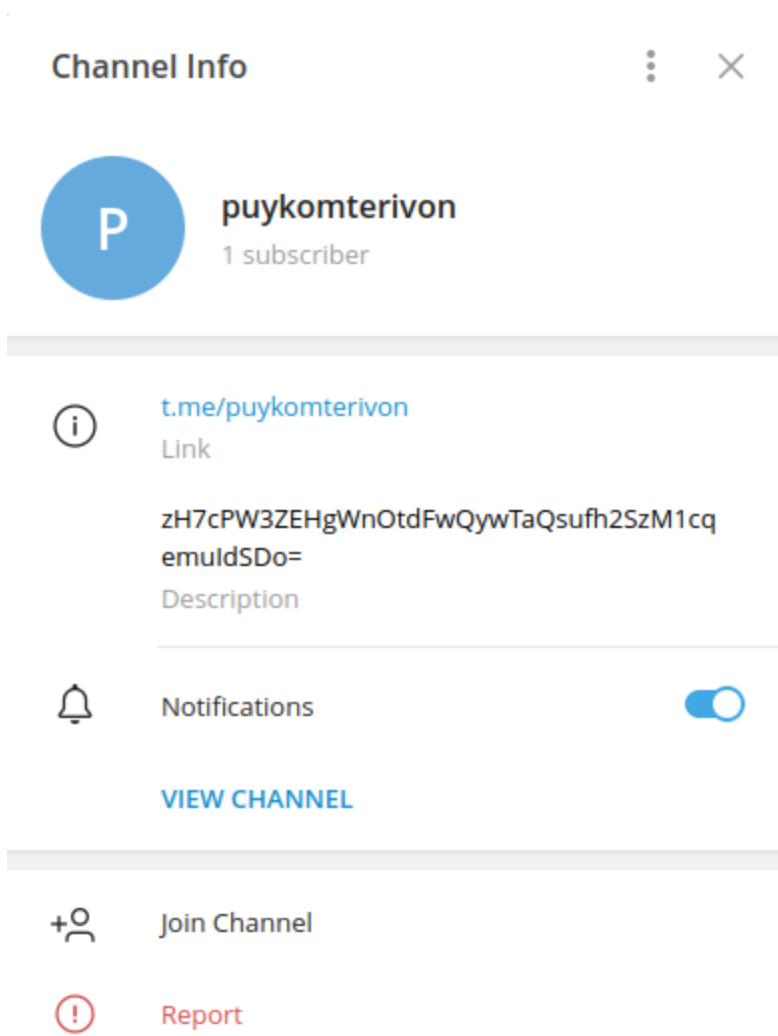 Channel Info
P
puykomterivon
1 subscriber
t.me/puykomterivon
Link
zH7cPW3ZEHgWnOtdFwQywTaQsufh2SzM1cq
emuIdSDo=
Description
Notifications
VIEW CHANNEL
Join Channel
Report